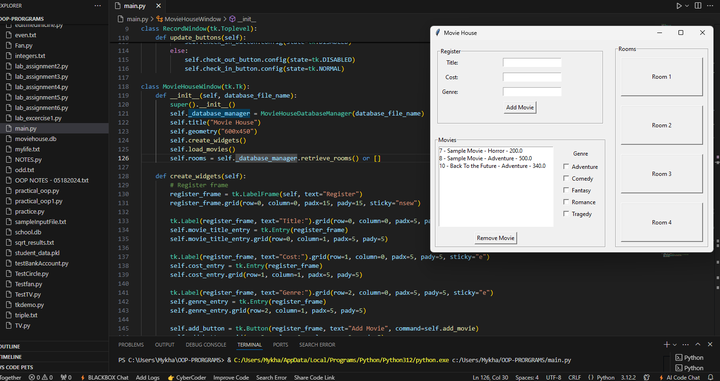 EXPLORER
OOP-PRORGRAMS
even.txt
Fan.py
integers.txt
lab_assignment2.py
lab_assignment3.py
lab_assignment4.py
lab_assignment5.py
lab_assignment6.py
lab_excercise1.py
main.py
moviehouse.db
mylife.txt
NOTES.py
odd.txt
OOP NOTES - 05182024.txt
practical_oop.py
practical_oop1.py
practice.py
sampleinputFile.txt
school.db
sqrt_results.txt
student_data.pkl
testBankAccount.py
TestCircle.py
Testfan.py
TestTV.py
tkdemo.py
triple.txt
TV.py
OUTLINE
TIMELINE
main.py
main.py > MovieHouseWindow > __init__
9 class RecordWindow(tk.Toplevel):
110 def update_buttons(self):
114 else:
115 self.check_out_button.config(state=tk.DISABLED)
116 self.check_in_button.config(state=tk.NORMAL)
117
118 class MovieHouseWindow(tk.Tk):
119 def __init__(self, database_file_name):
120 super().__init__()
121 self._database_manager = MovieHouseDatabaseManager(database_file_name)
122 self.title("Movie House")
123 self.geometry("600x450")
124 self.create_widgets()
125 self.load_movies()
126 self.rooms = self._database_manager.retrieve_rooms() or []
127
128 def create_widgets(self):
129 # Register frame
130 register_frame = tk.LabelFrame(self, text="Register")
131 register_frame.grid(row=0, column=0, padx=15, pady=15, sticky="nsew")
132
133 tk.Label(register_frame, text="Title:").grid(row=0, column=0, padx=5, pady=5, sticky="e")
134 self.movie_title_entry = tk.Entry(register_frame)
135 self.movie_title_entry.grid(row=0, column=1, padx=5, pady=5)
136
137 tk.Label(register_frame, text="Cost:").grid(row=1, column=0, padx=5, pady=5, sticky="e")
138 self.cost_entry = tk.Entry(register_frame)
139 self.cost_entry.grid(row=1, column=1, padx=5, pady=5)
140
141 tk.Label(register_frame, text="Genre:").grid(row=2, column=0, padx=5, pady=5, sticky="e")
142 self.genre_entry = tk.Entry(register_frame)
143 self.genre_entry.grid(row=2, column=1, padx=5, pady=5)
144
145 self.add_button = tk.Button(register_frame, text="Add Movie", command=self.add_movie)
Movie House
Register
Title:
Cost:
Genre:
Add Movie
Movies
7 - Sample Movie - Horror - 200.0
8 - Sample Movie - Adventure - 500.0
10 - Back To the Future - Adventure - 340.0
Genre
Adventure
Comedy
Fantasy
Romance
Tragedy
Remove Movie
Rooms
Room 1
Room 2
Room 3
Room 4
PROBLEMS OUTPUT DEBUG CONSOLE TERMINAL PORTS SEARCH ERROR
PS C:\Users\Mykha\OOP-PRORGRAMS> & C:/Users/Mykha/AppData/Local/Programs/Python/Python312/python.exe c:/Users/Mykha/OOP-PRORGRAMS/main.py
Python
Python
0 0 0 BLACKBOX Chat Add Logs CyberCoder Improve Code Search Error Share Code Link
Ln 126, Col 30 Spaces: 4 UTF-8 CRLF Python 3.12.2 AI Code Chat